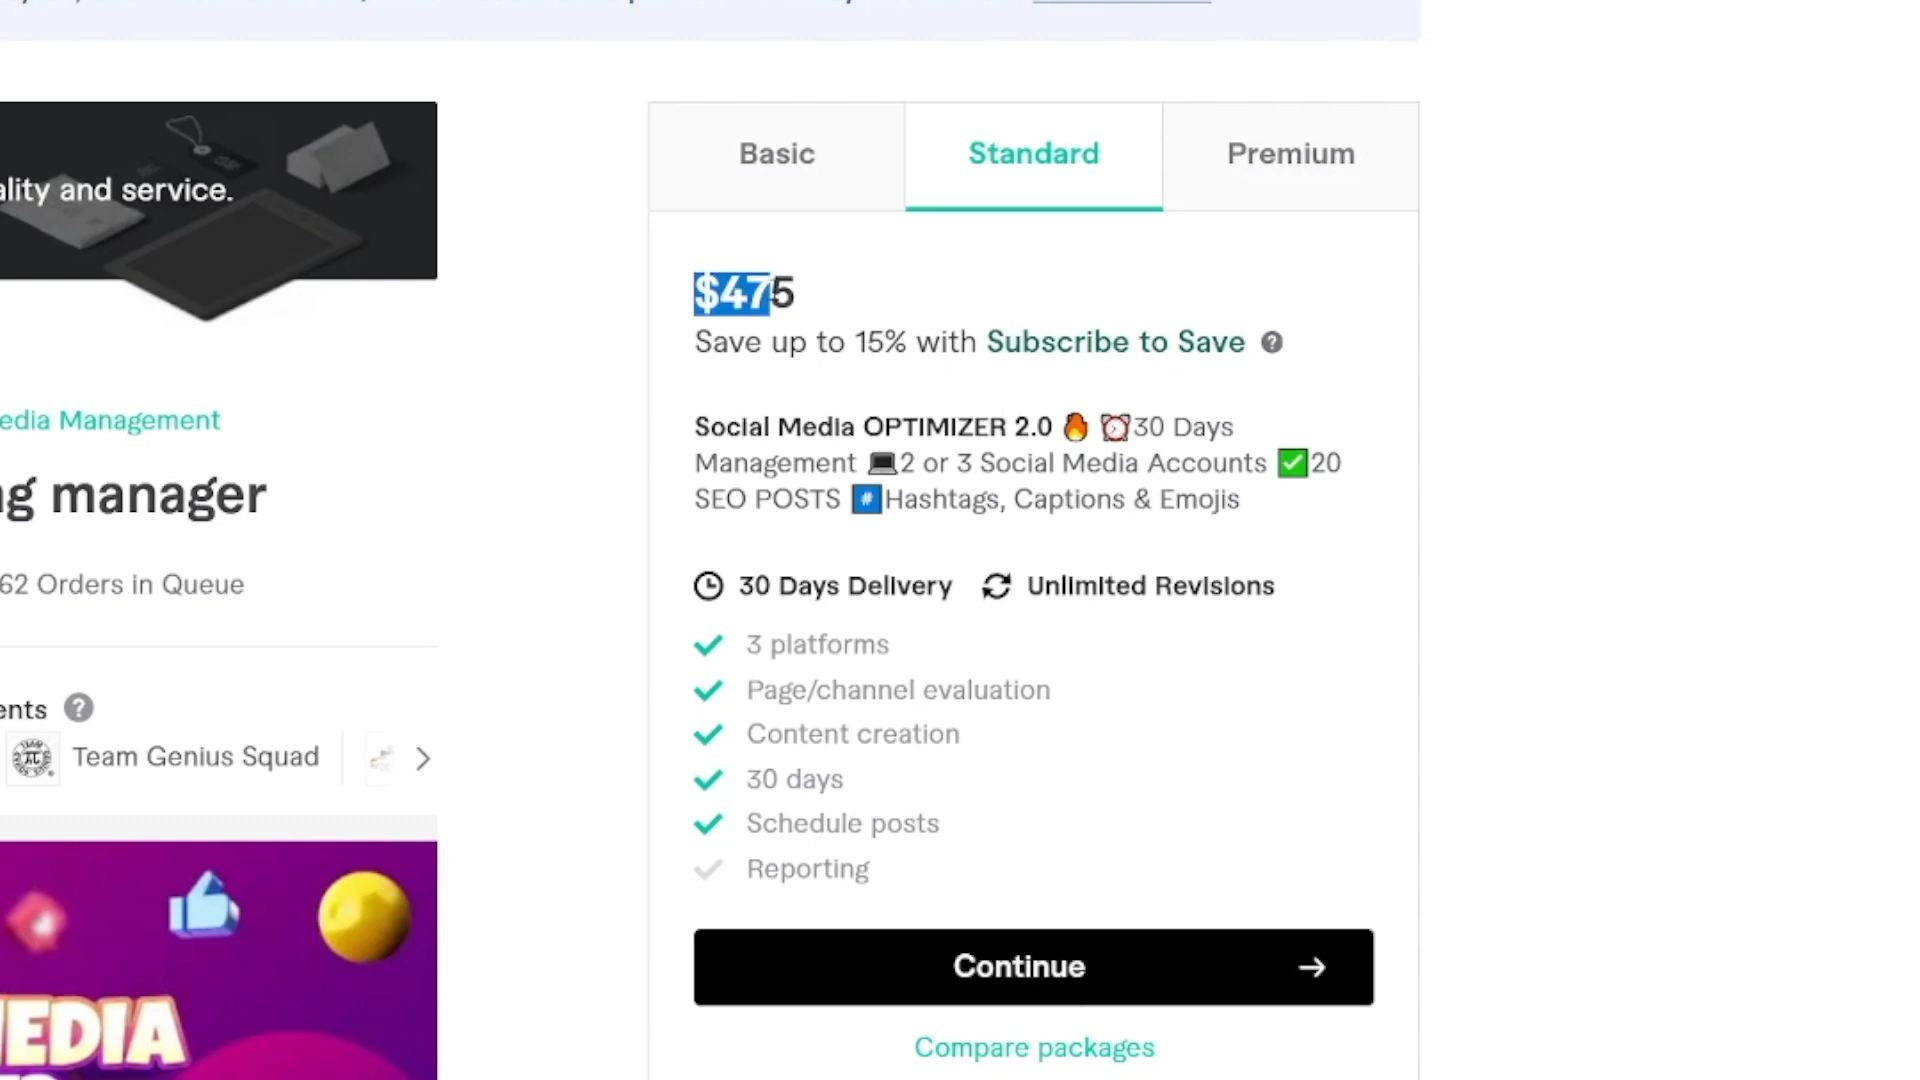 ality and service.
edia Management
g manager
62 Orders in Queue
ents
Team Genius Squad
MEDIA
Basic
Standard
Premium
$475
Save up to 15% with Subscribe to Save
Social Media OPTIMIZER 2.0 🔥 ⏰30 Days
Management 💻2 or 3 Social Media Accounts ✅20
SEO POSTS #️⃣Hashtags, Captions & Emojis
30 Days Delivery
Unlimited Revisions
3 platforms
Page/channel evaluation
Content creation
30 days
Schedule posts
Reporting
Continue
Compare packages